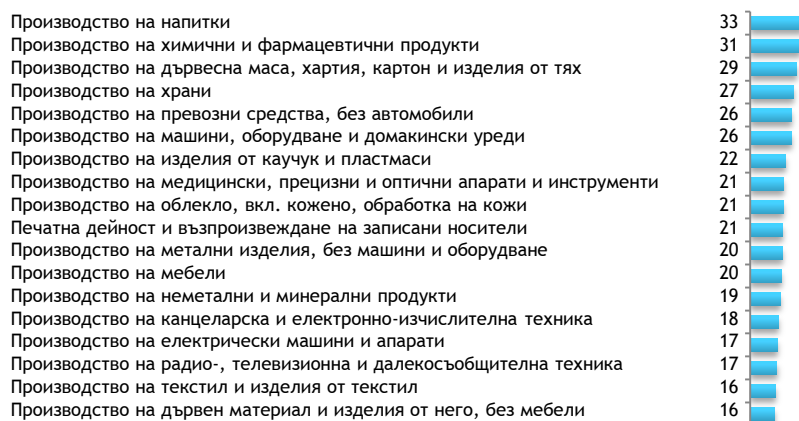 Производство на напитки 33
Производство на химични и фармацевтични продукти 31
Производство на дървесна маса, хартия, картон и изделия от тях 29
Производство на храни 27
Производство на превозни средства, без автомобили 26
Производство на машини, оборудване и домакински уреди 26
Производство на изделия от каучук и пластмаси 22
Производство на медицински, прецизни и оптични апарати и инструменти 21
Производство на облекло, вкл. кожено, обработка на кожи 21
Печатна дейност и възпроизвеждане на записани носители 21
Производство на метални изделия, без машини и оборудване 20
Производство на мебели 20
Производство на неметални и минерални продукти 19
Производство на канцеларска и електронно-изчислителна техника 18
Производство на електрически машини и апарати 17
Производство на радио-, телевизионна и далекосъобщителна техника 17
Производство на текстил и изделия от текстил 16
Производство на дървен материал и изделия от него, без мебели 16